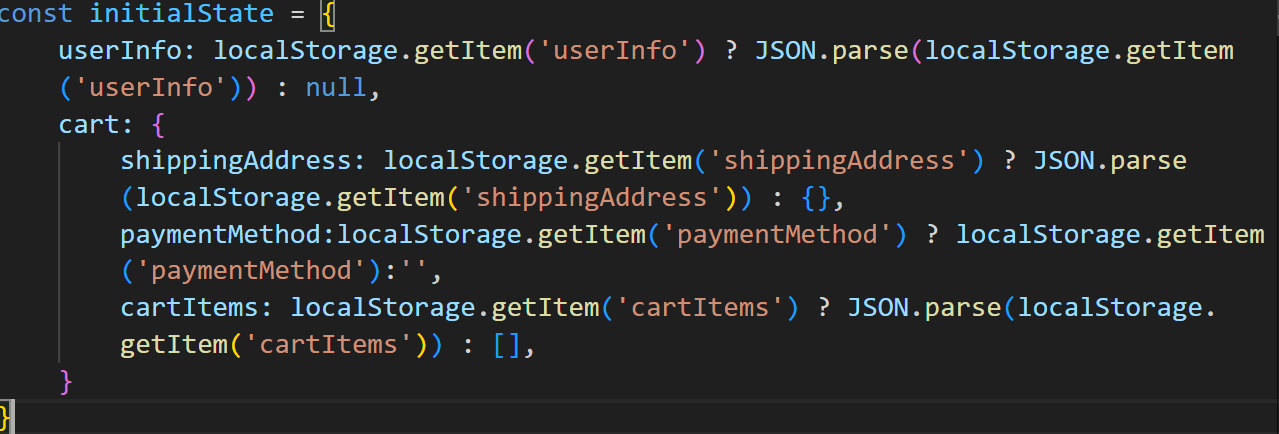 const initialState = {
userInfo: localStorage.getItem('userInfo') ? JSON.parse(localStorage.getItem
('userInfo')) : null,
cart: {
shippingAddress: localStorage.getItem('shippingAddress') ? JSON.parse
(localStorage.getItem('shippingAddress')) : {},
paymentMethod:localStorage.getItem('paymentMethod') ? localStorage.getItem
('paymentMethod'):'',
cartItems: localStorage.getItem('cartItems') ? JSON.parse(localStorage.
getItem('cartItems')) : [],
}
}